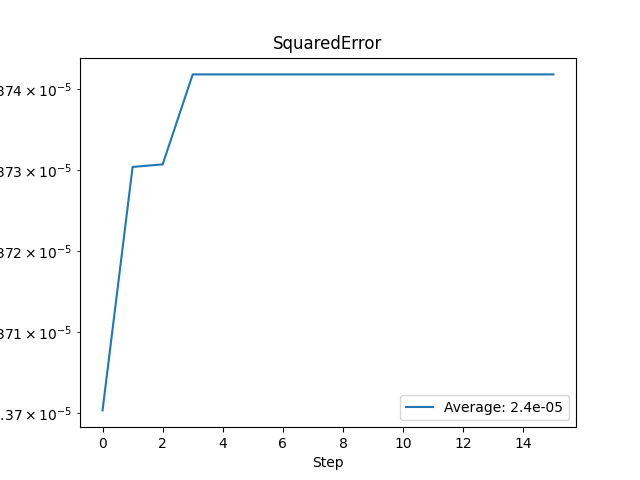 SquaredError
374 × 10⁻⁵
373 × 10⁻⁵
372 × 10⁻⁵
371 × 10⁻⁵
.37 × 10⁻⁵
Average: 2.4e-05
0 2 4 6 8 10 12 14
Step